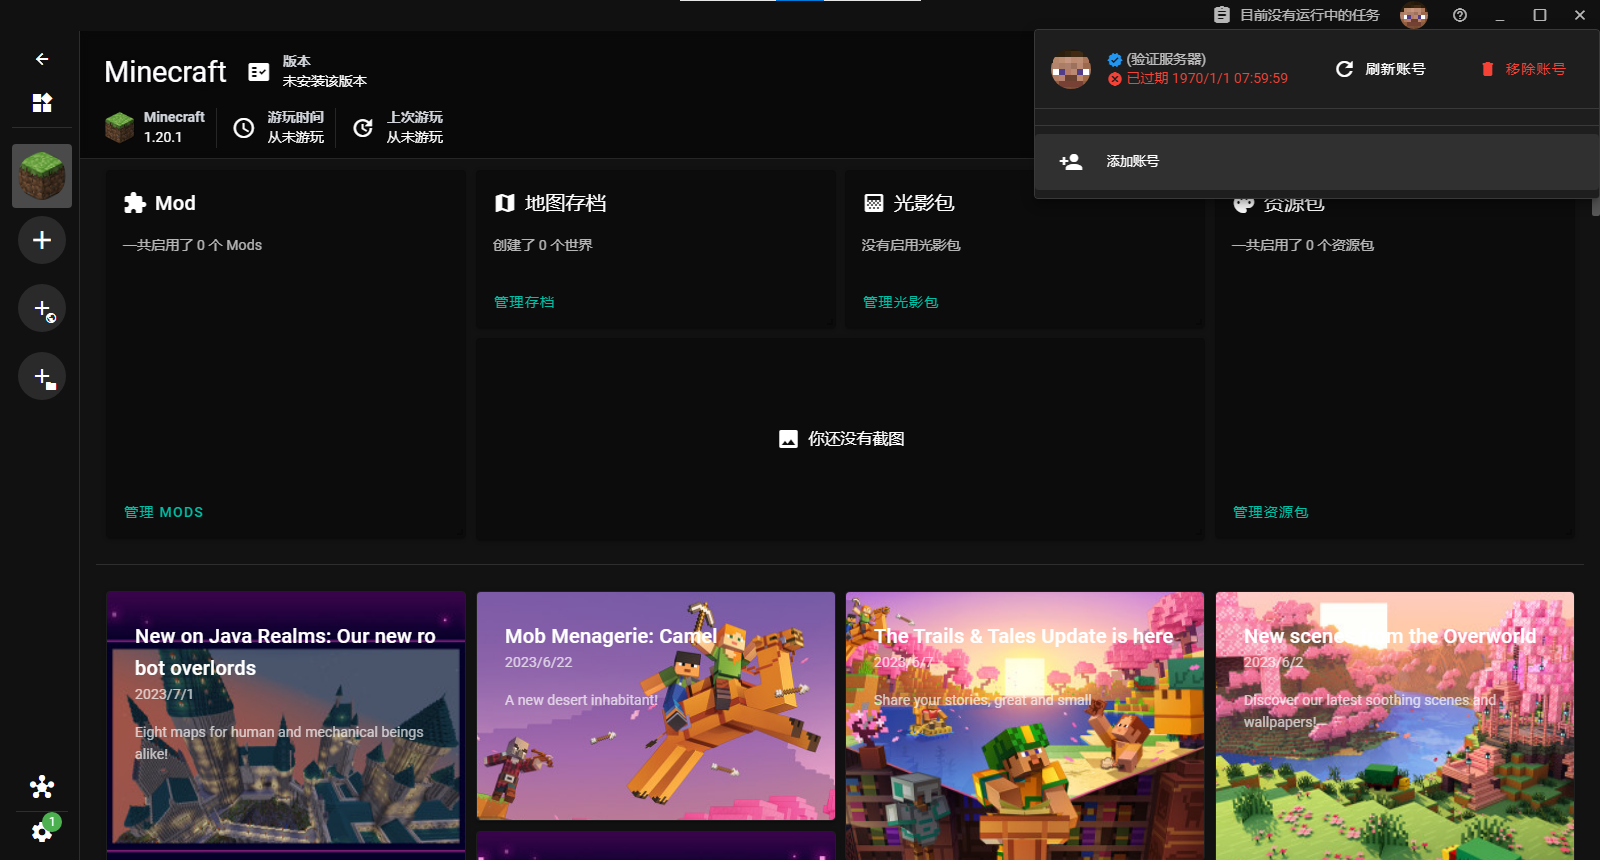 目前没有运行中的任务
Minecraft
版本
未安装该版本
Minecraft
1.20.1
游玩时间
从未游玩
上次游玩
从未游玩
(验证服务器)
已过期 1970/1/1 07:59:59
刷新账号
移除账号
添加账号
Mod
一共启用了 0 个 Mods
管理 MODS
地图存档
创建了 0 个世界
管理存档
光影包
没有启用光影包
管理光影包
资源包
一共启用了 0 个资源包
管理资源包
你还没有截图
New on Java Realms: Our new ro
bot overlords
2023/7/1
Eight maps for human and mechanical beings
alike!
Mob Menagerie: Camel
2023/6/22
A new desert inhabitant!
The Trails & Tales Update is here
2023/6/7
Share your stories, great and small
New scenes from the Overworld
2023/6/2
Discover our latest soothing scenes and
wallpapers!
1